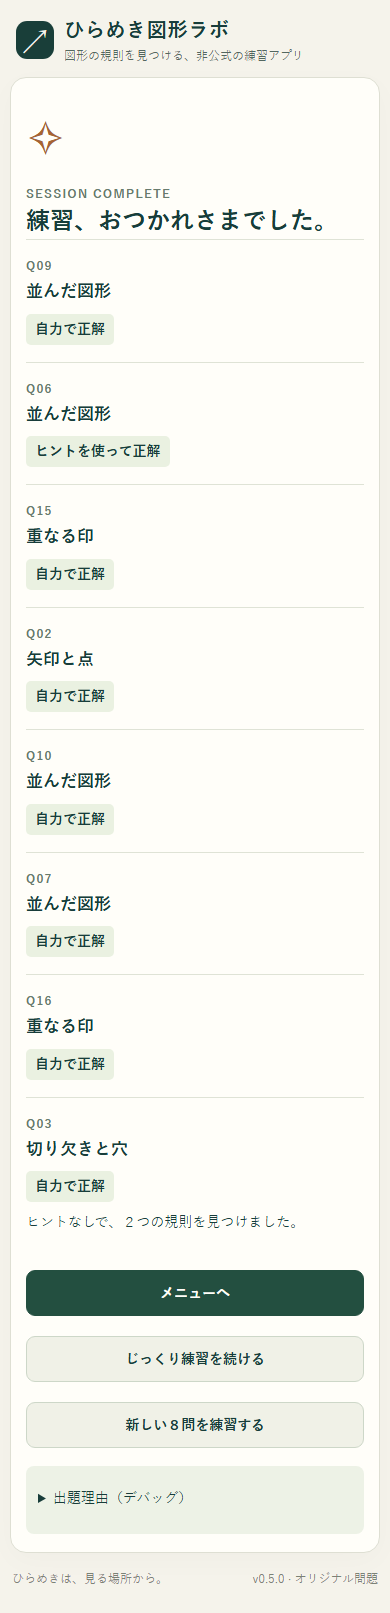 ひらめき図形ラボ
図形の規則を見つける、非公式の練習アプリ
SESSION COMPLETE
練習、おつかれさまでした。
Q09
並んだ図形
自力で正解
Q06
並んだ図形
ヒントを使って正解
Q15
重なる印
自力で正解
Q02
矢印と点
自力で正解
Q10
並んだ図形
自力で正解
Q07
並んだ図形
自力で正解
Q16
重なる印
自力で正解
Q03
切り欠きと穴
自力で正解
ヒントなしで、2つの規則を見つけました。
メニューへ
じっくり練習を続ける
新しい8問を練習する
▶ 出題理由（デバッグ）
ひらめきは、見る場所から。
v0.5.0 · オリジナル問題